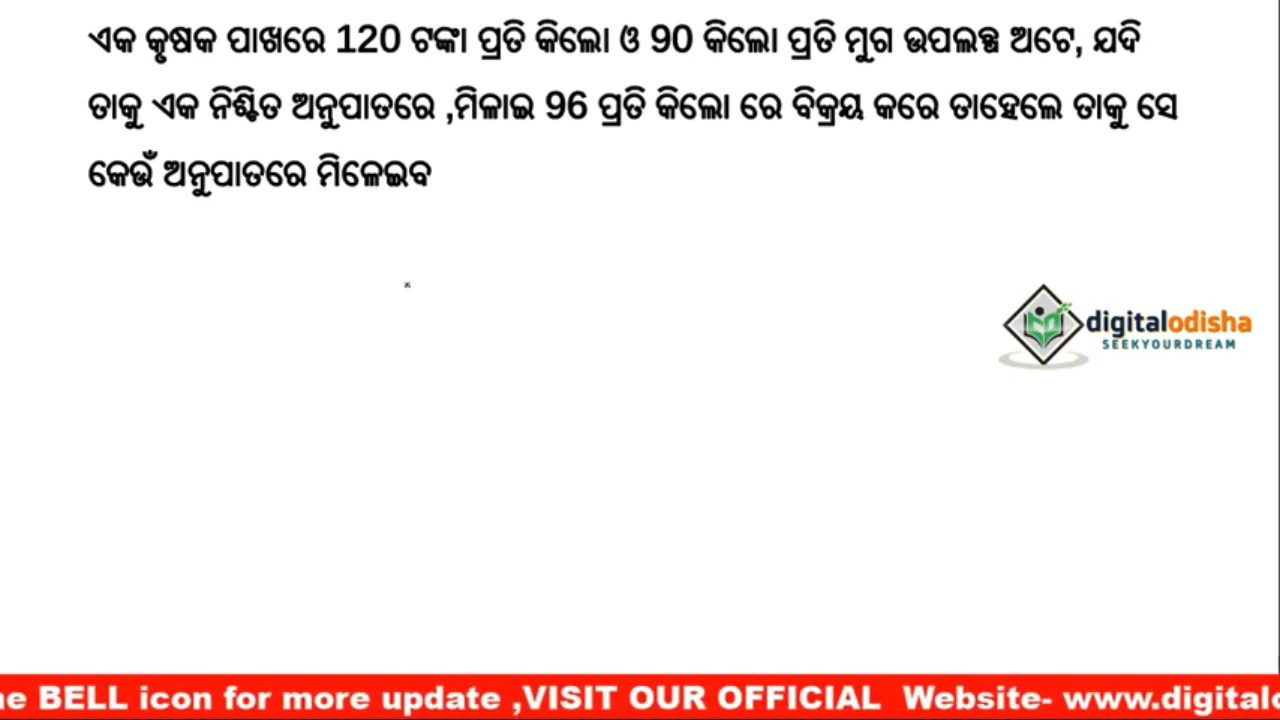 ଏକ କୃଷକ ପାଖରେ 120 ଟଙ୍କା ପ୍ରତି କିଲୋ ଓ 90 କିଲୋ ପ୍ରତି ମୁଗ ଉପଲବ୍ଧ ଅଟେ, ଯଦି
ତାକୁ ଏକ ନିଶ୍ଚିତ ଅନୁପାତରେ ,ମିଳାଇ 96 ପ୍ରତି କିଲୋ ରେ ବିକ୍ରୟ କରେ ତାହେଲେ ତାକୁ ସେ
କେଉଁ ଅନୁପାତରେ ମିଳେଇବ
digitalodisha
SEEKYOURDREAM
BELL icon for more update ,VISIT OUR OFFICIAL Website- www.digital